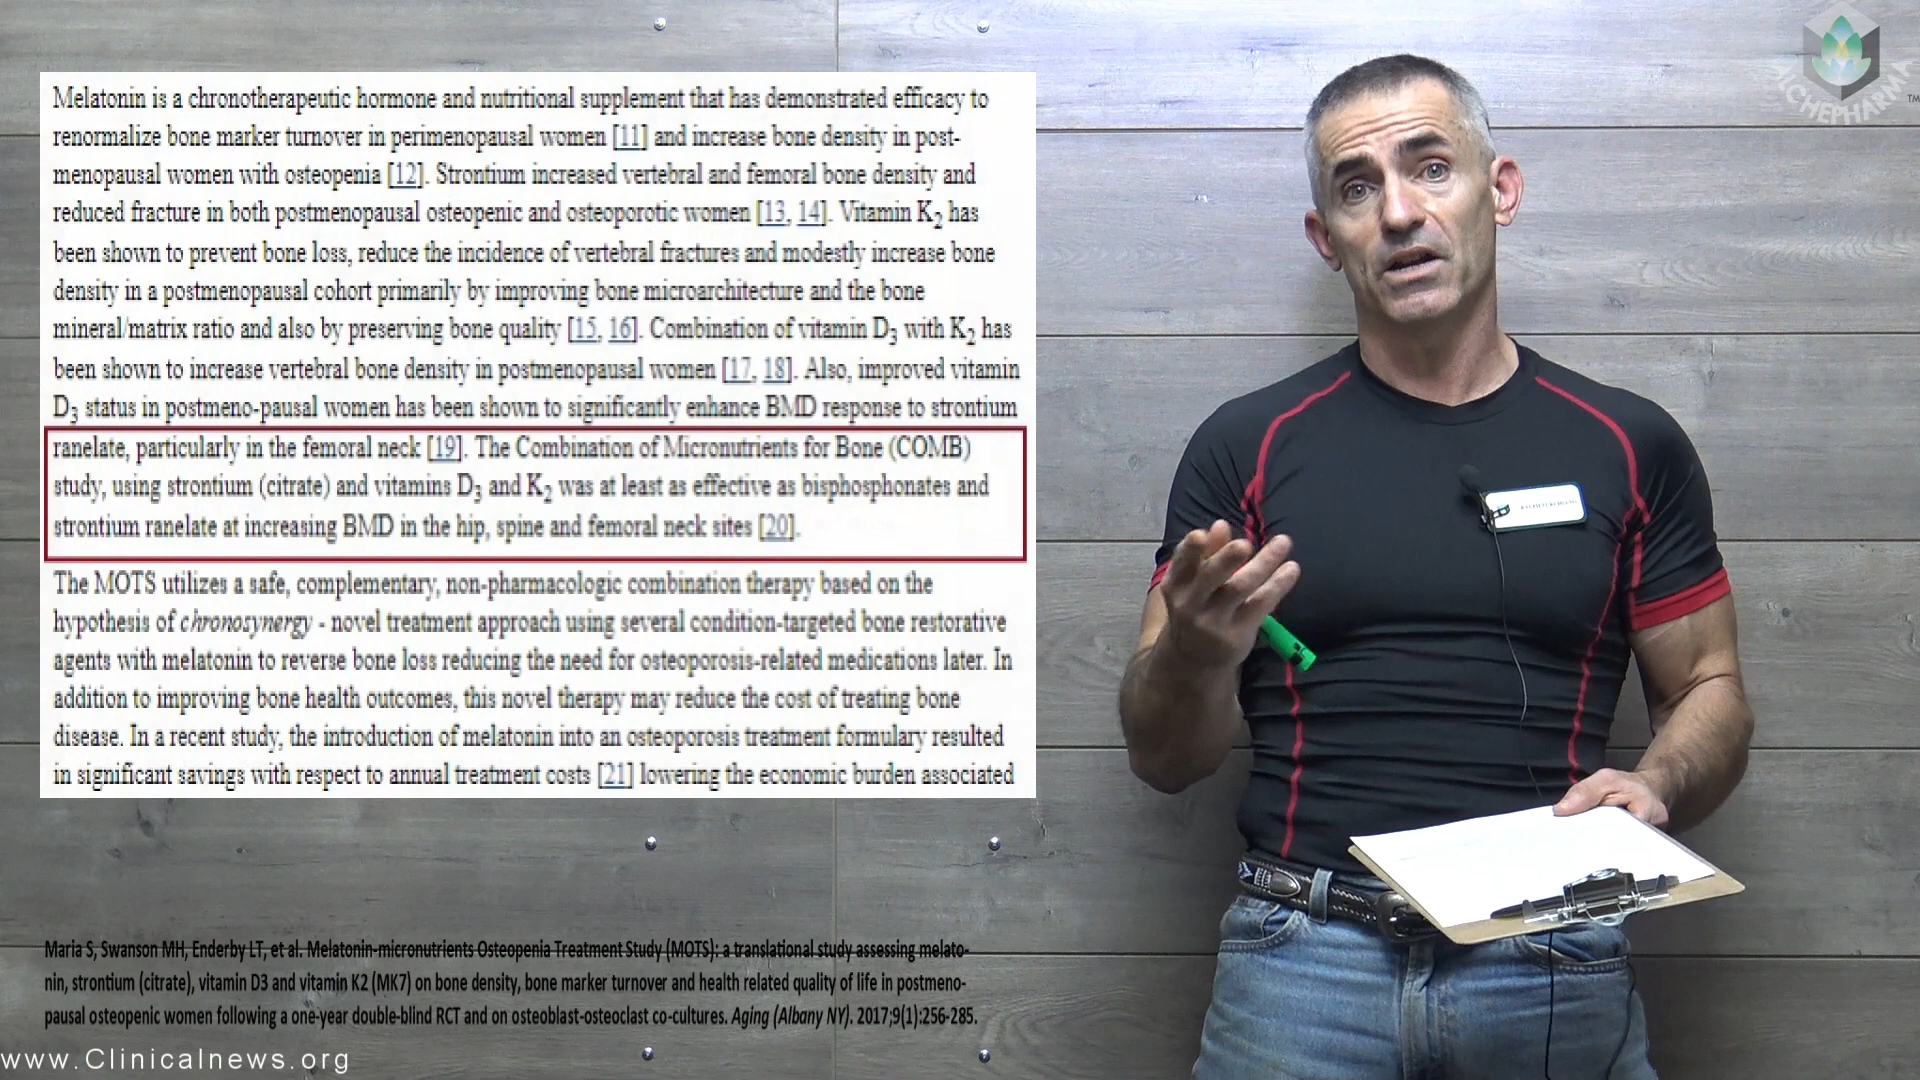 Melatonin is a chronotherapeutic hormone and nutritional supplement that has demonstrated efficacy to
renormalize bone marker turnover in perimenopausal women [11] and increase bone density in post-
menopausal women with osteopenia [12]. Strontium increased vertebral and femoral bone density and
reduced fracture in both postmenopausal osteopenic and osteoporotic women [13, 14]. Vitamin K2 has
been shown to prevent bone loss, reduce the incidence of vertebral fractures and modestly increase bone
density in a postmenopausal cohort primarily by improving bone microarchitecture and the bone
mineral/matrix ratio and also by preserving bone quality [15, 16]. Combination of vitamin D3 with K2 has
been shown to increase vertebral bone density in postmenopausal women [17, 18]. Also, improved vitamin
D3 status in postmeno-pausal women has been shown to significantly enhance BMD response to strontium
ranelate, particularly in the femoral neck [19]. The Combination of Micronutrients for Bone (COMB)
study, using strontium (citrate) and vitamins D3 and K2 was at least as effective as bisphosphonates and
strontium ranelate at increasing BMD in the hip, spine and femoral neck sites [20].
The MOTS utilizes a safe, complementary, non-pharmacologic combination therapy based on the
hypothesis of chronosynergy - novel treatment approach using several condition-targeted bone restorative
agents with melatonin to reverse bone loss reducing the need for osteoporosis-related medications later. In
addition to improving bone health outcomes, this novel therapy may reduce the cost of treating bone
disease. In a recent study, the introduction of melatonin into an osteoporosis treatment formulary resulted
in significant savings with respect to annual treatment costs [21] lowering the economic burden associated
Maria S, Swanson MH, Enderby LT, et al. Melatonin-micronutrients Osteopenia Treatment Study (MOTS): a translational study assessing melato-
nin, strontium (citrate), vitamin D3 and vitamin K2 (MK7) on bone density, bone marker turnover and health related quality of life in postmeno-
pausal osteopenic women following a one-year double-blind RCT and on osteoblast-osteoclast co-cultures. Aging (Albany NY). 2017;9(1):256-285.
www.Clinicalnews.org
ALCHEPHARMA
TM